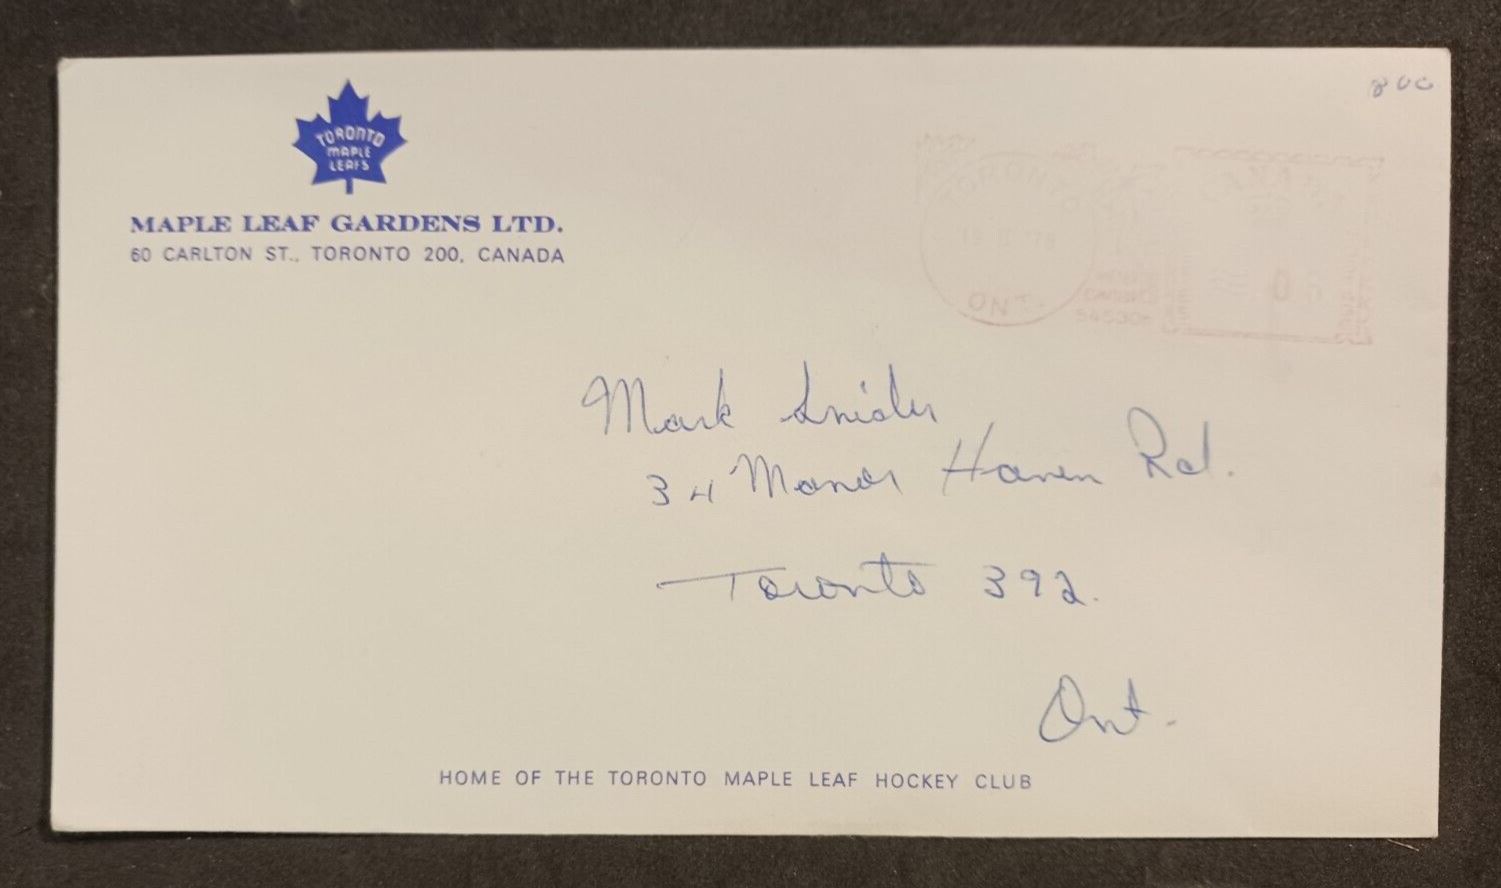 800
TORONTO
MAPLE
LEAFS
MAPLE LEAF GARDENS LTD.
60 CARLTON ST., TORONTO 200, CANADA
TORONTO
ONT.
CANADA
Mark Snider
34 Manor Haven Rd.
Toronto 392.
Ont.
HOME OF THE TORONTO MAPLE LEAF HOCKEY CLUB